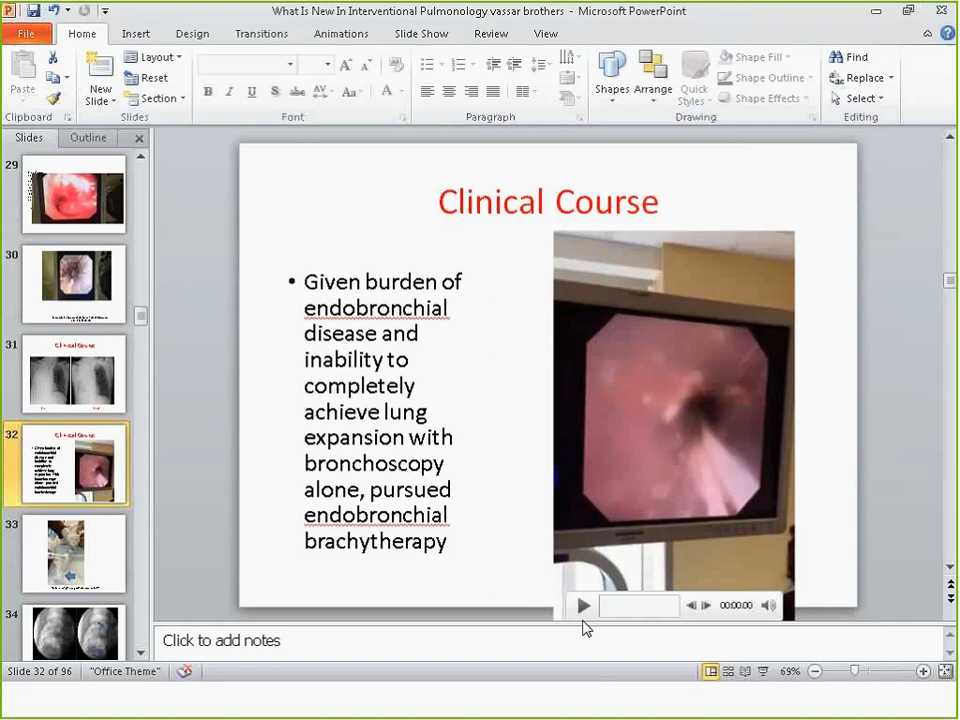 What Is New In Interventional Pulmonology vassar brothers - Microsoft PowerPoint
File Home Insert Design Transitions Animations Slide Show Review View
Paste
New Slide
Layout
Reset
Section
Shapes
Arrange
Quick Styles
Shape Fill
Shape Outline
Shape Effects
Find
Replace
Select
Clipboard Slides Font Paragraph Drawing Editing
Slides Outline
29
30
31
Clinical Course
32
Clinical Course
33
34
Clinical Course
• Given burden of
endobronchial
disease and
inability to
completely
achieve lung
expansion with
bronchoscopy
alone, pursued
endobronchial
brachytherapy
00:00.00
Click to add notes
Slide 32 of 96 "Office Theme" 69%